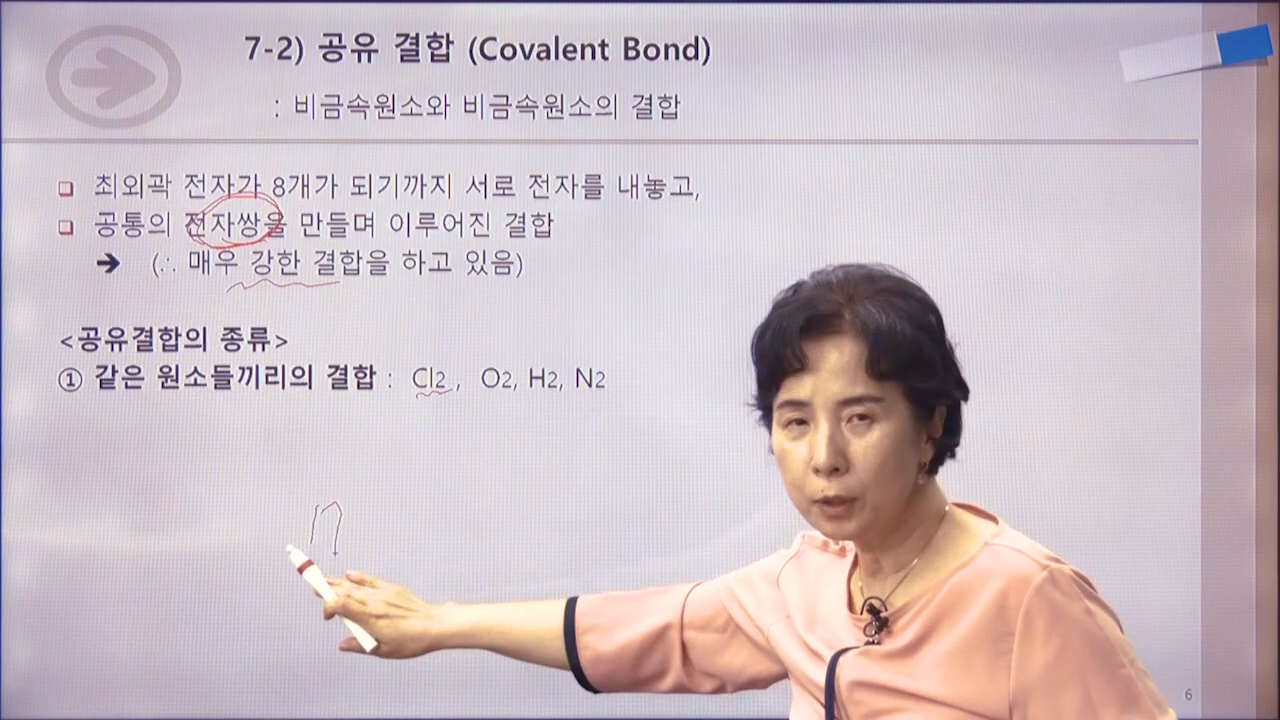 7-2) 공유 결합 (Covalent Bond)
: 비금속원소와 비금속원소의 결합
❑ 최외곽 전자가 8개가 되기까지 서로 전자를 내놓고,
❑ 공통의 전자쌍을 만들며 이루어진 결합
➔ (∴ 매우 강한 결합을 하고 있음)
<공유결합의 종류>
① 같은 원소들끼리의 결합 : Cl2 , O2, H2, N2
n
6